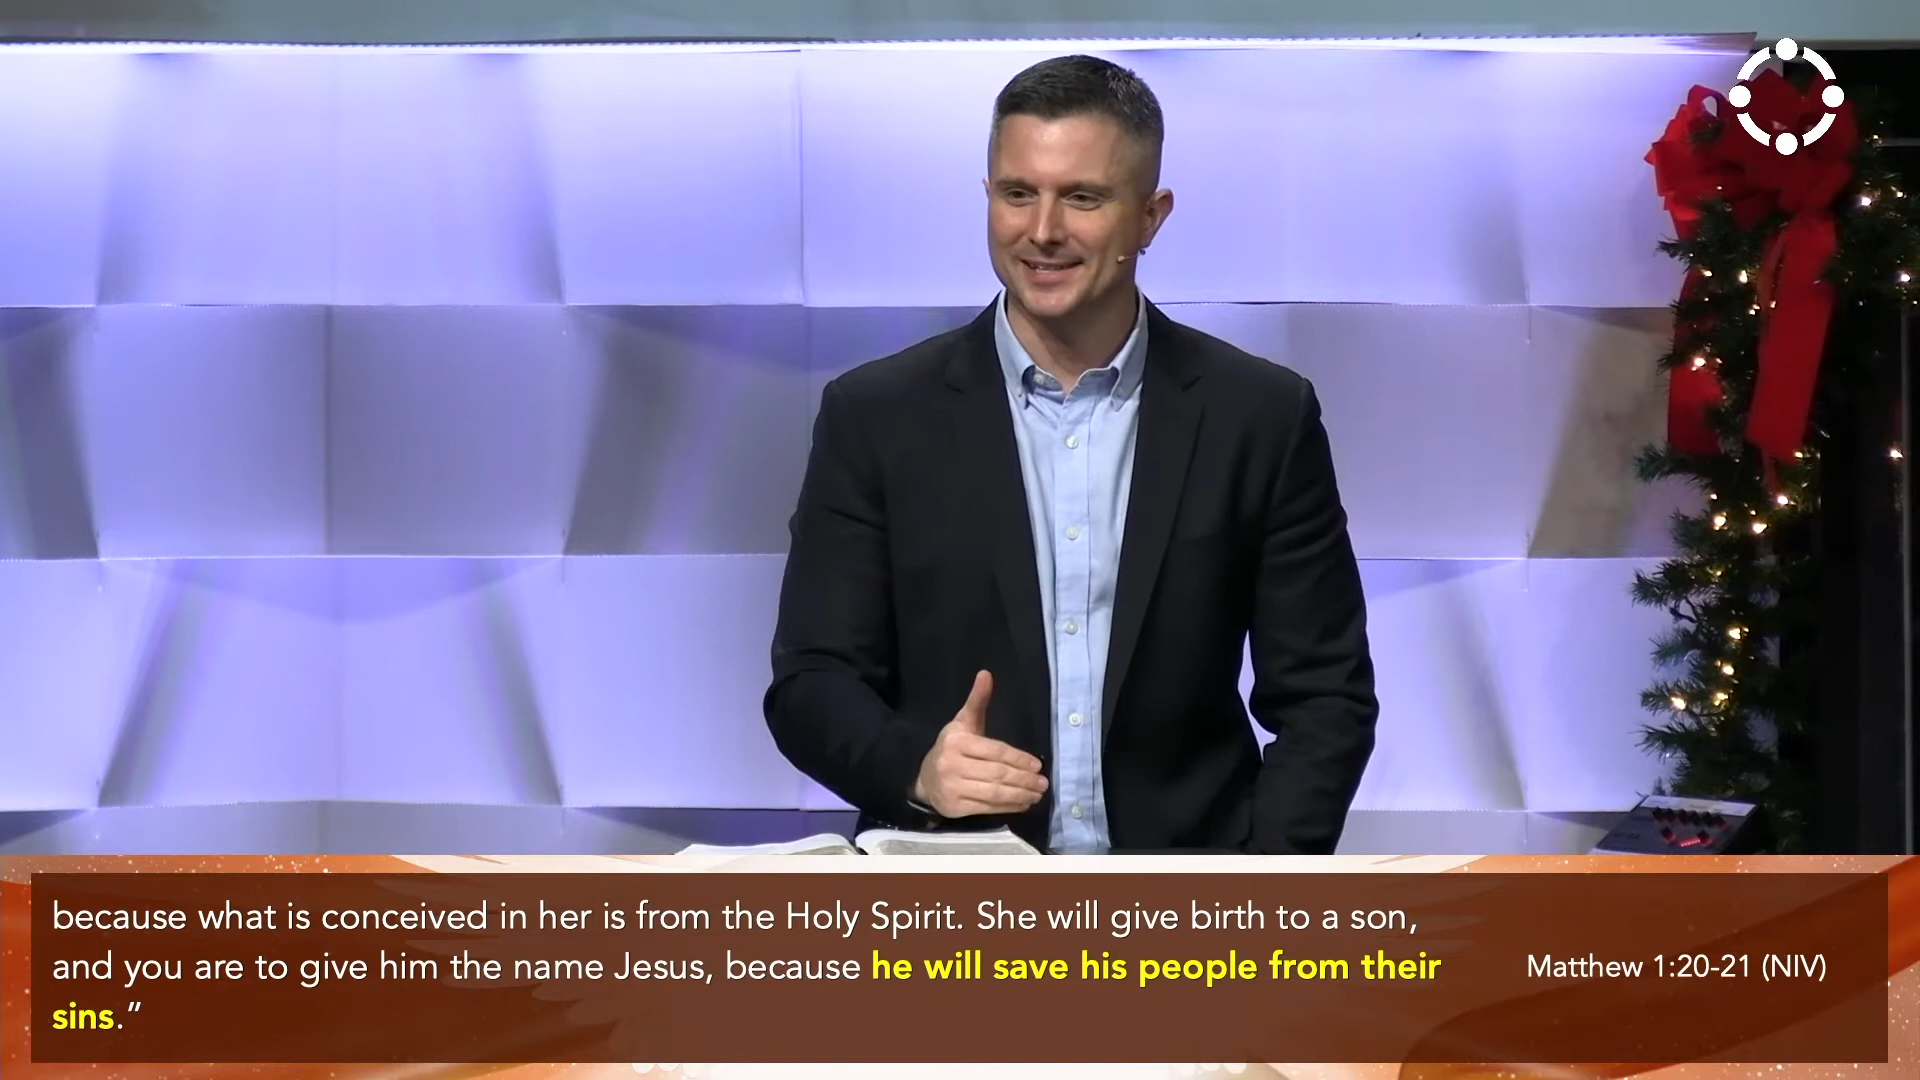 because what is conceived in her is from the Holy Spirit. She will give birth to a son,
and you are to give him the name Jesus, because he will save his people from their
sins.”
Matthew 1:20-21 (NIV)